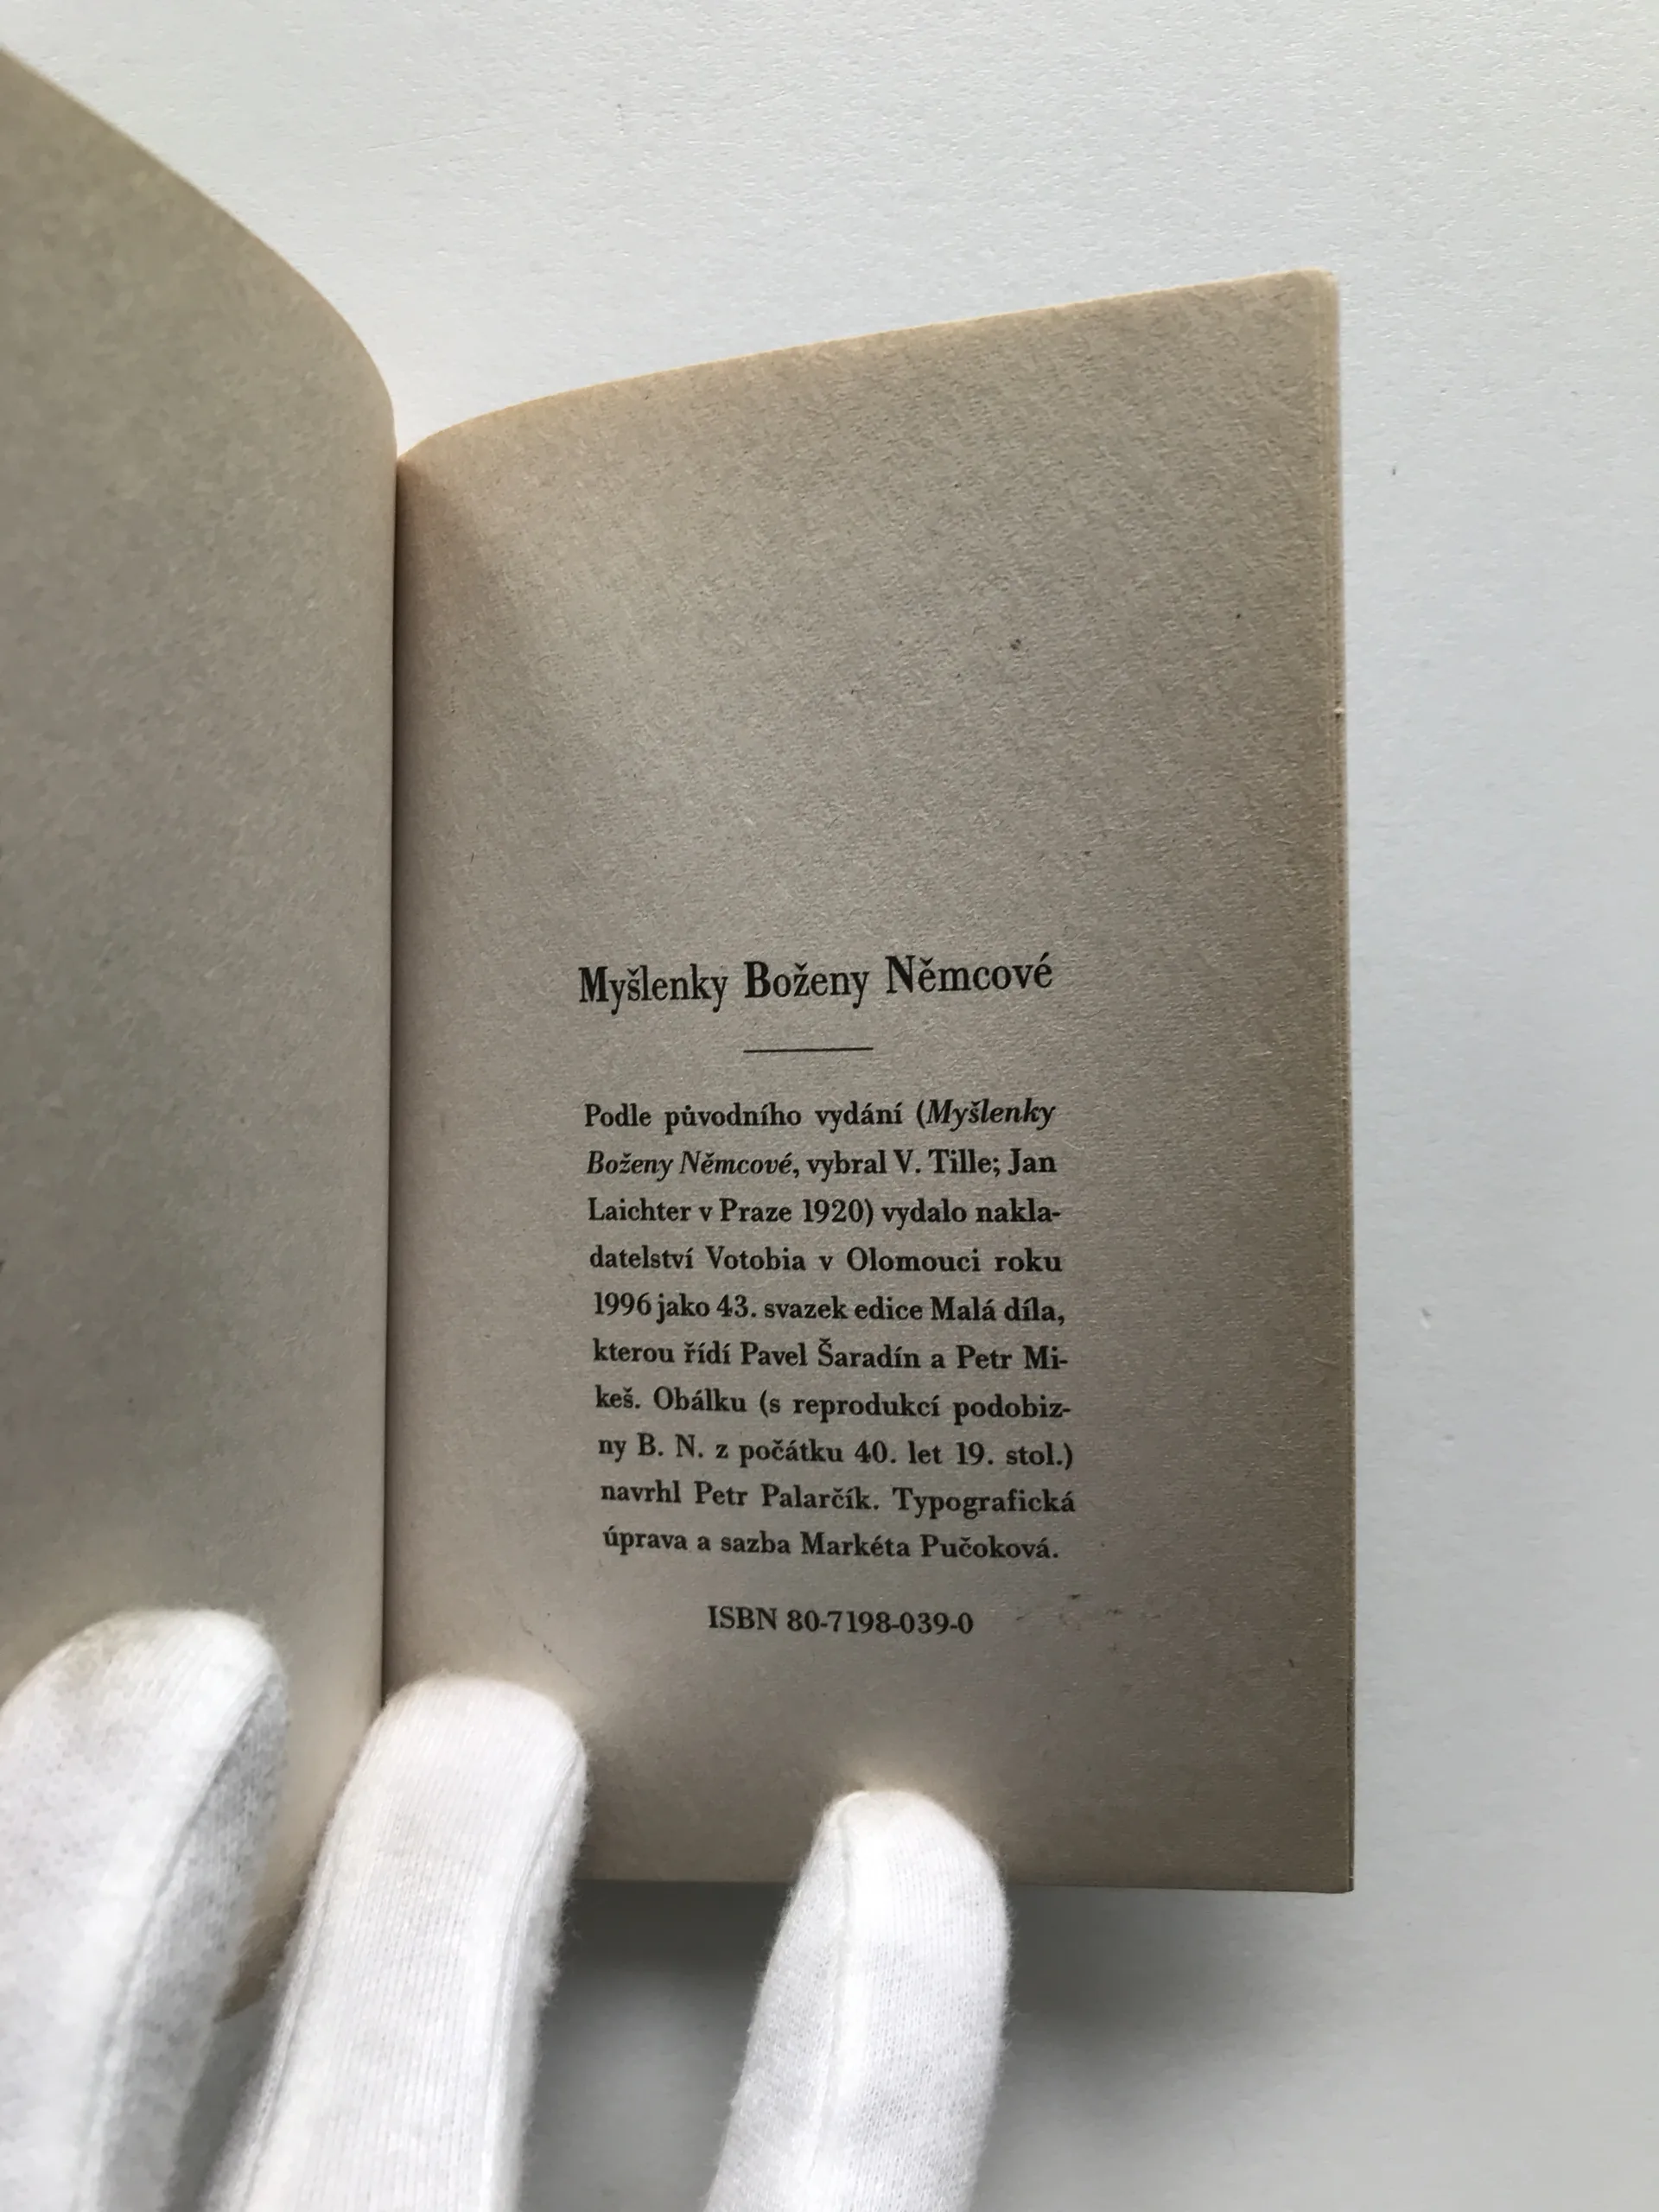 Myšlenky Boženy Němcové
Podle původního vydání (Myšlenky
Boženy Němcové, vybral V. Tille; Jan
Laichter v Praze 1920) vydalo nakla-
datelství Votobia v Olomouci roku
1996 jako 43. svazek edice Malá díla,
kterou řídí Pavel Šaradín a Petr Mi-
keš. Obálku (s reprodukcí podobiz-
ny B. N. z počátku 40. let 19. stol.)
navrhl Petr Palarčík. Typografická
úprava a sazba Markéta Pučoková.
ISBN 80-7198-039-0